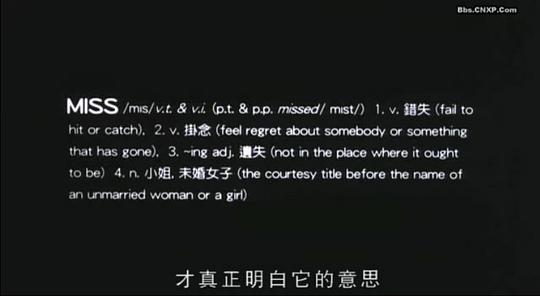 Bbs.CNXP.Com
MISS /mıs/v.t. & v.i. (p.t. & p.p. missed/ mıst/) 1. v. 錯失 (fail to
hit or catch), 2. v. 掛念 (feel regret about somebody or something
that has gone), 3. ~ing adj. 遺失 (not in the place where it ought
to be) 4. n. 小姐, 未婚女子 (the courtesy title before the name of
an unmarried woman or a girl)
才真正明白它的意思